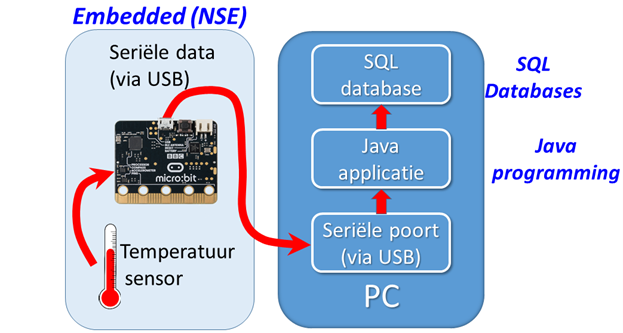 Embedded (NSE)
Seriële data
(via USB)
BBC
micro:bit
Temperatuur
sensor
SQL
database
Java
applicatie
Seriële poort
(via USB)
PC
SQL
Databases
Java
programming